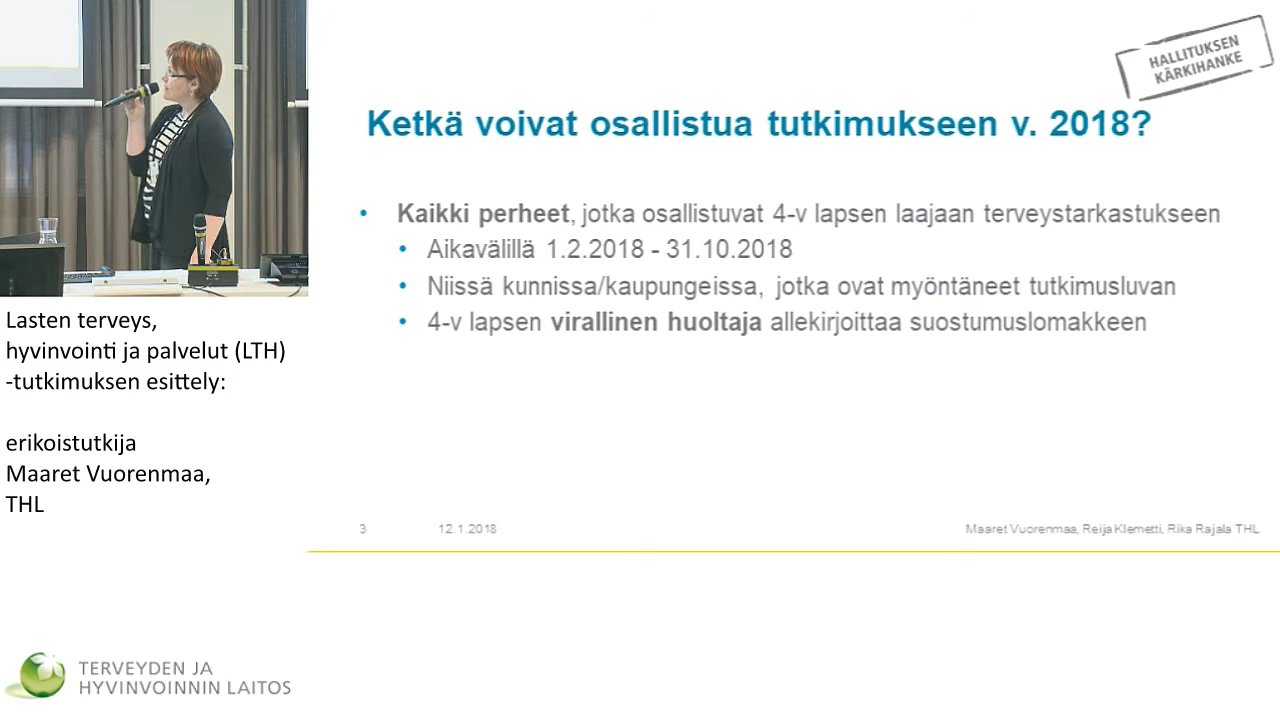 HALLITUKSEN
KÄRKIHANKE
Ketkä voivat osallistua tutkimukseen v. 2018?
• Kaikki perheet, jotka osallistuvat 4-v lapsen laajaan terveystarkastukseen
• Aikavälillä 1.2.2018 - 31.10.2018
• Niissä kunnissa/kaupungeissa, jotka ovat myöntäneet tutkimusluvan
• 4-v lapsen virallinen huoltaja allekirjoittaa suostumuslomakkeen
Lasten terveys,
hyvinvointi ja palvelut (LTH)
-tutkimuksen esittely:
erikoistutkija
Maaret Vuorenmaa,
THL
3 12.1.2018 Maaret Vuorenmaa, Reija Klemetti, Rika Rajala THL
TERVEYDEN JA
HYVINVOINNIN LAITOS